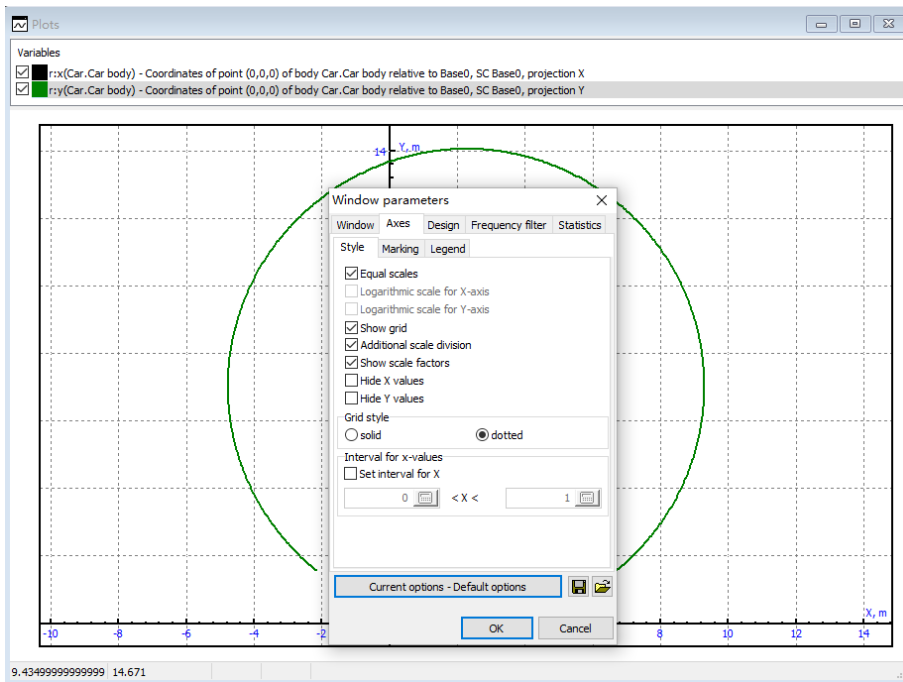 Plots
Variables
r:x(Car.Car body) - Coordinates of point (0,0,0) of body Car.Car body relative to Base0, SC Base0, projection X
r:y(Car.Car body) - Coordinates of point (0,0,0) of body Car.Car body relative to Base0, SC Base0, projection Y
14 Y, m
Window parameters
Window Axes Design Frequency filter Statistics
Style Marking Legend
Equal scales
Logarithmic scale for X-axis
Logarithmic scale for Y-axis
Show grid
Additional scale division
Show scale factors
Hide X values
Hide Y values
Grid style
solid dotted
Interval for x-values
Set interval for X
0 < X < 1
Current options - Default options
X, m
OK Cancel
-10 -8 -6 -4 -2 8 10 12 14
9.43499999999999 14.671